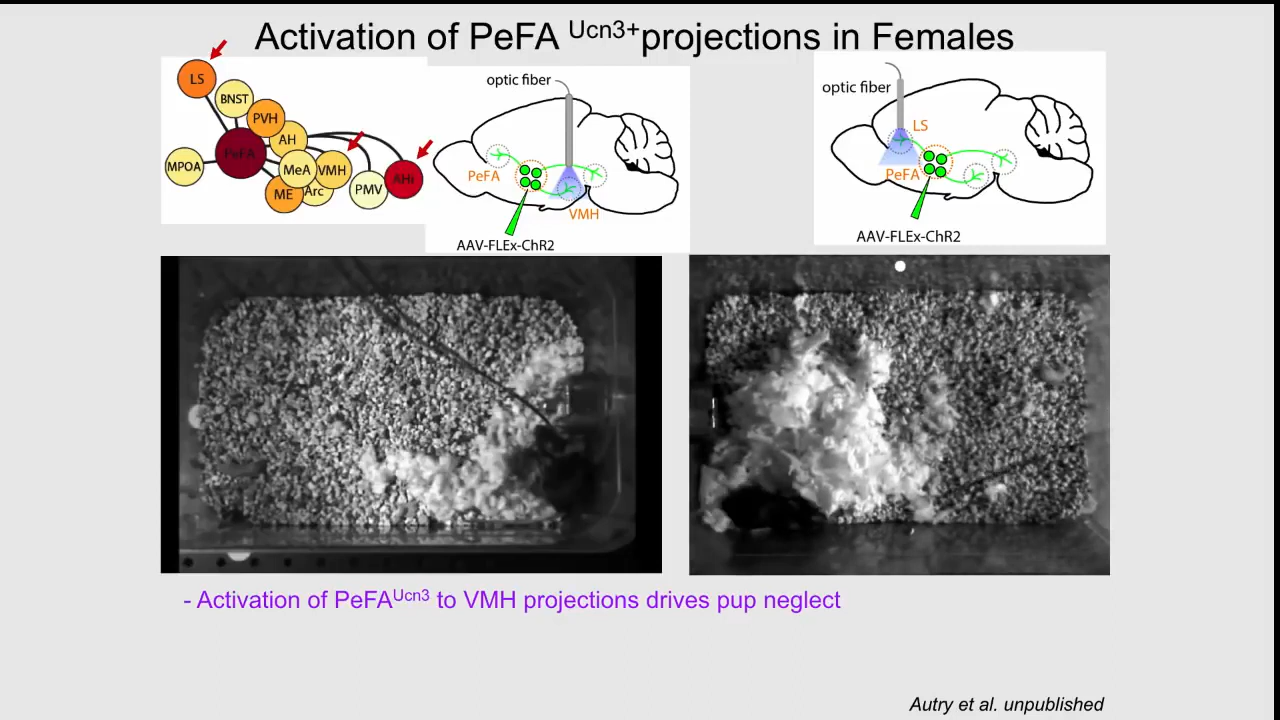 Activation of PeFA Ucn3+projections in Females
LS
BNST
PVH
AH
PeFA
MPOA
MeA
VMH
ME
Arc
PMV
AHi
optic fiber
PeFA
VMH
AAV-FLEx-ChR2
optic fiber
LS
PeFA
AAV-FLEx-ChR2
- Activation of PeFAUcn3 to VMH projections drives pup neglect
Autry et al. unpublished